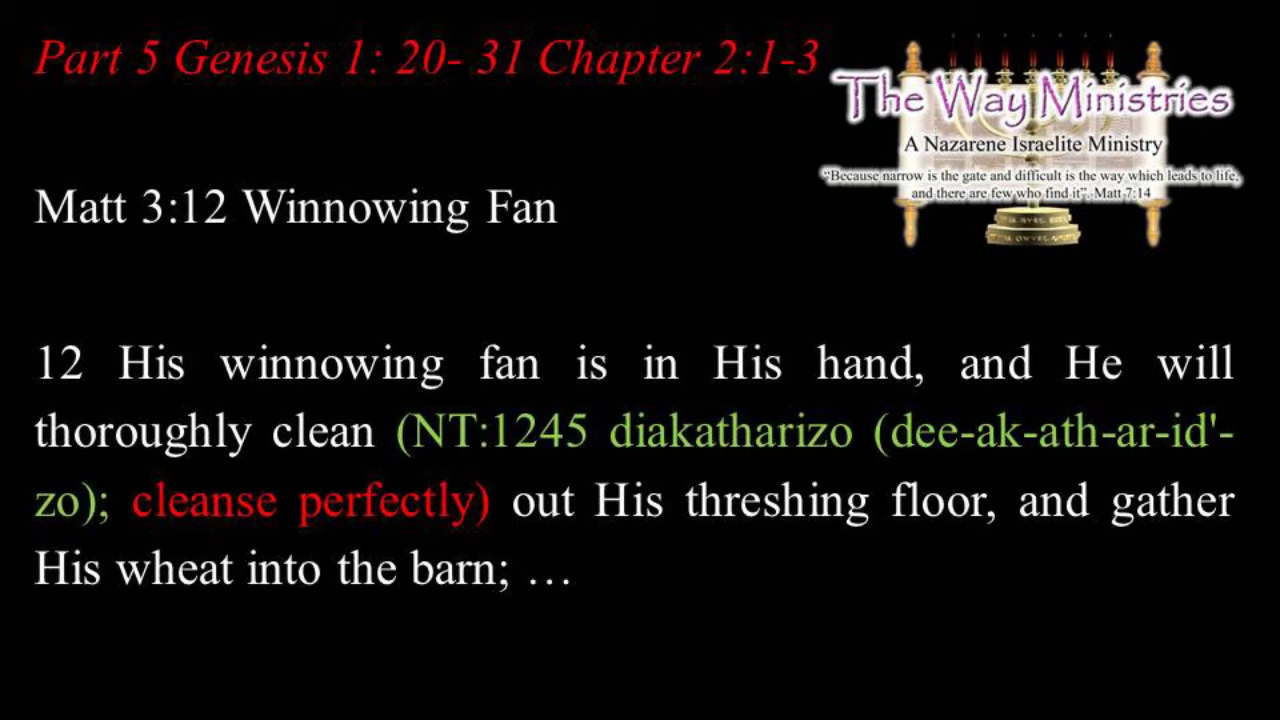 Part 5 Genesis 1: 20- 31 Chapter 2:1-3
The Way Ministries
A Nazarene Israelite Ministry
"Because narrow is the gate and difficult is the way which leads to life,
and there are few who find it". Matt 7:14
Matt 3:12 Winnowing Fan
12 His winnowing fan is in His hand, and He will
thoroughly clean (NT:1245 diakatharizo (dee-ak-ath-ar-id'-
zo); cleanse perfectly) out His threshing floor, and gather
His wheat into the barn; …